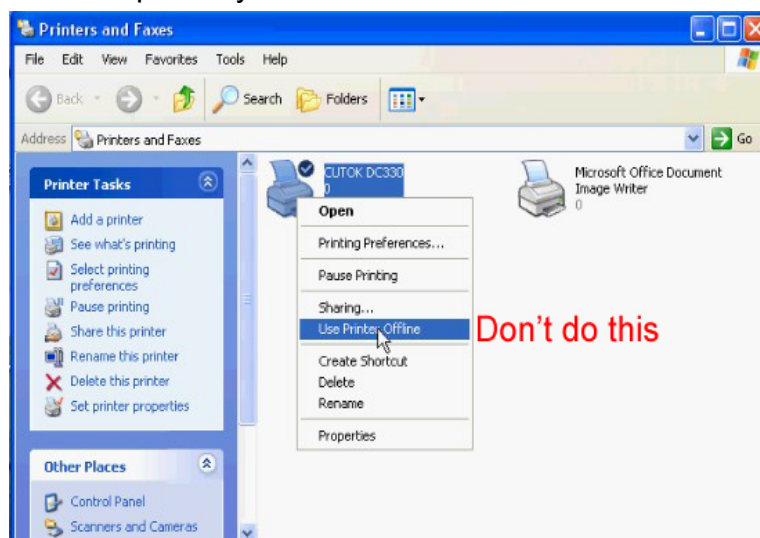 Printers and Faxes
File Edit View Favorites Tools Help
Back Search Folders
Address Printers and Faxes Go
Printer Tasks
Add a printer
See what's printing
Select printing
preferences
Pause printing
Share this printer
Rename this printer
Delete this printer
Set printer properties
Other Places
Control Panel
Scanners and Cameras
CUTOK DC330
0
Open
Printing Preferences...
Pause Printing
Sharing...
Use Printer Offline
Create Shortcut
Delete
Rename
Properties
Don't do this
Microsoft Office Document
Image Writer
0